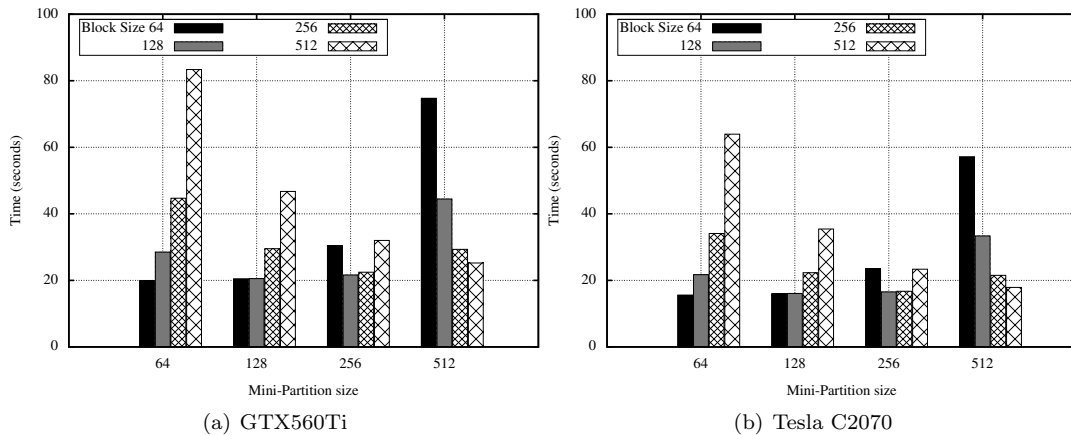 100
80
60
40
20
0
Time (seconds)
Block Size 64
128
256
512
64 128 256 512
Mini-Partition size
(a) GTX560Ti
100
80
60
40
20
0
Time (seconds)
Block Size 64
128
256
512
64 128 256 512
Mini-Partition size
(b) Tesla C2070